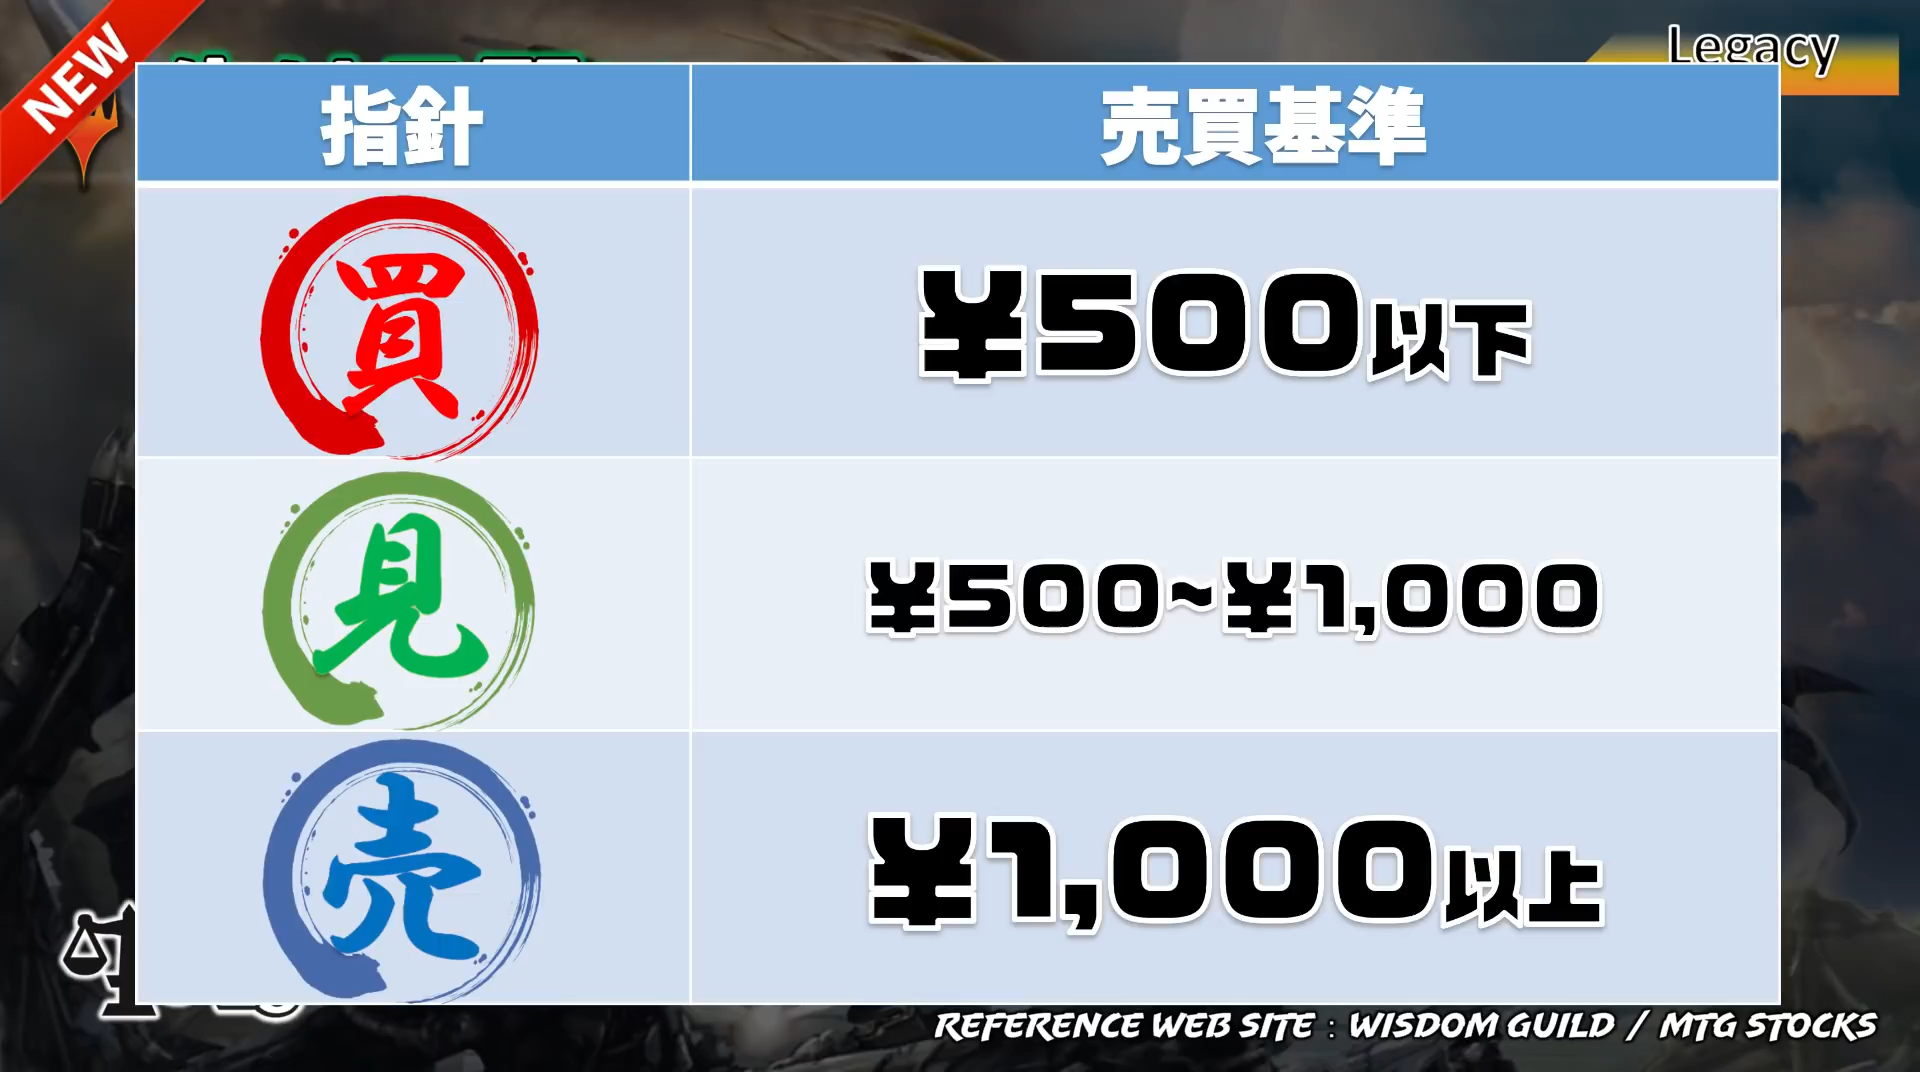 NEW
Legacy
指針 売買基準
買 ¥500以下
見 ¥500~¥1,000
売 ¥1,000以上
REFERENCE WEB SITE : WISDOM GUILD / MTG STOCKS